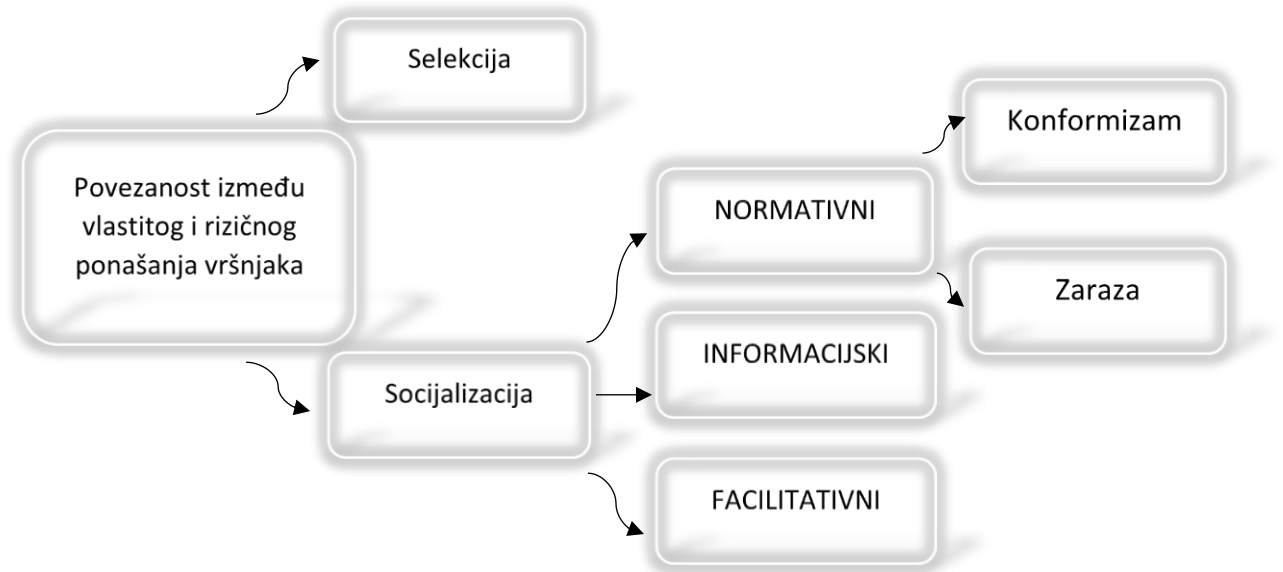 Selekcija
Povezanost između
vlastitog i rizičnog
ponašanja vršnjaka
Socijalizacija
NORMATIVNI
INFORMACIJSKI
FACILITATIVNI
Konformizam
Zaraza